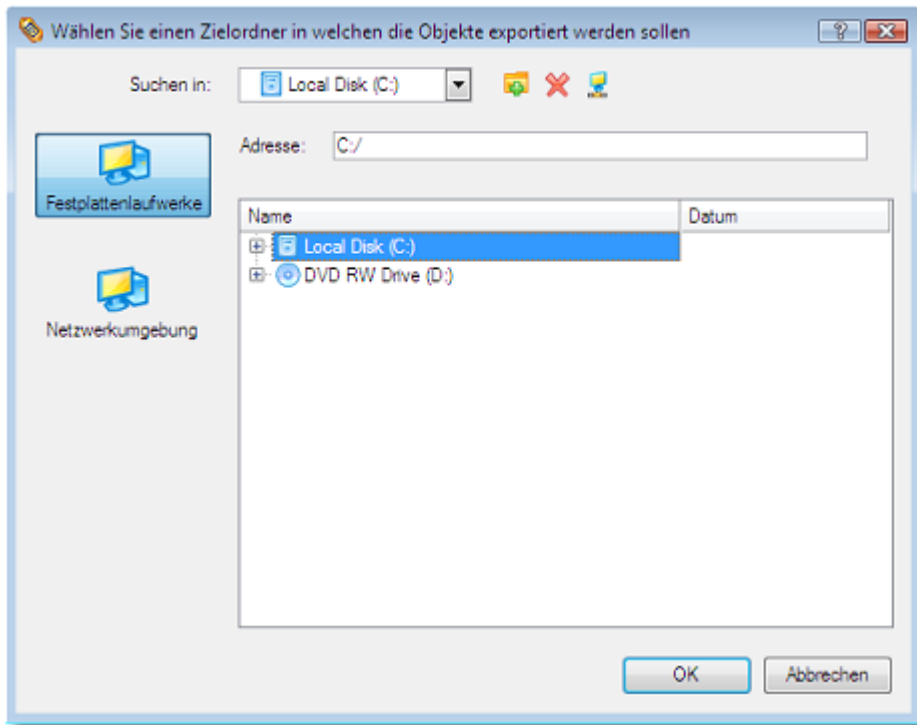 Wählen Sie einen Zielordner in welchen die Objekte exportiert werden sollen
Suchen in: Local Disk (C:)
Adresse: C:/
Festplattenlaufwerke
Name Datum
Local Disk (C:)
DVD RW Drive (D:)
Netzwerkumgebung
OK Abbrechen